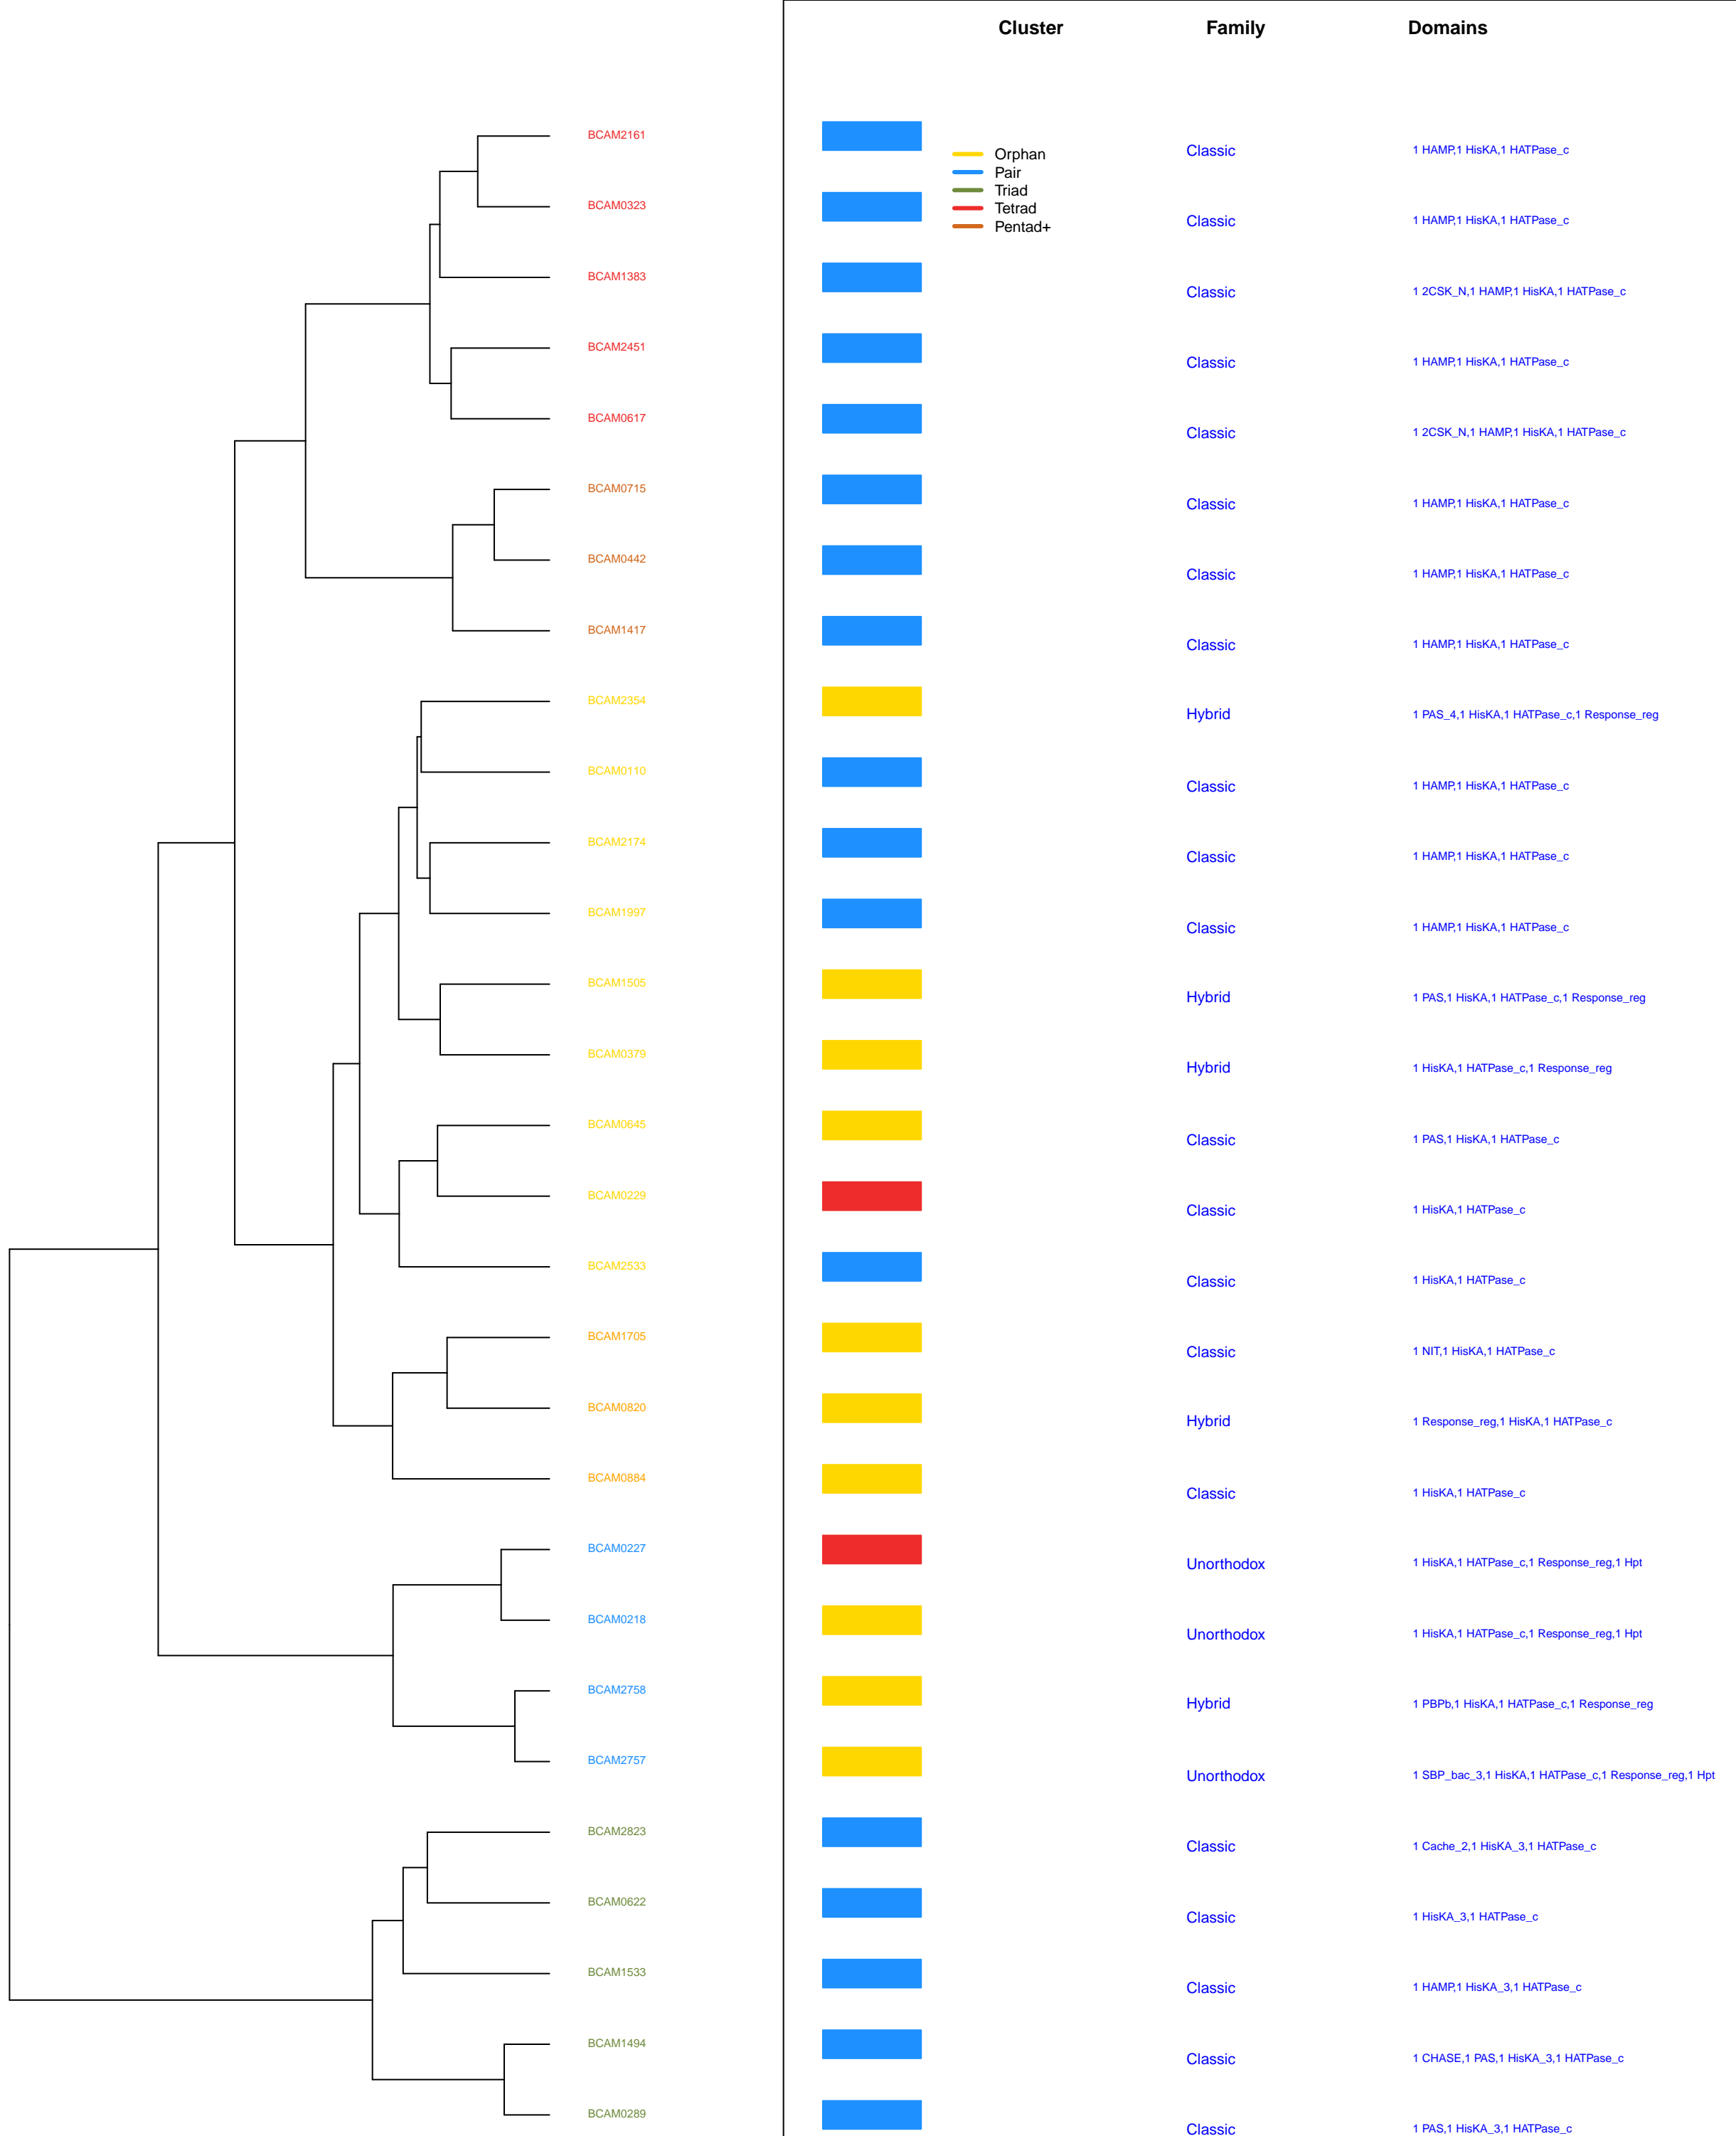 Cluster Family Domains
BCAM2161 Classic 1 HAMP,1 HisKA,1 HATPase_c
Orphan
Pair
Triad
Tetrad
Pentad+
BCAM0323 Classic 1 HAMP,1 HisKA,1 HATPase_c
BCAM1383 Classic 1 2CSK_N,1 HAMP,1 HisKA,1 HATPase_c
BCAM2451 Classic 1 HAMP,1 HisKA,1 HATPase_c
BCAM0617 Classic 1 2CSK_N,1 HAMP,1 HisKA,1 HATPase_c
BCAM0715 Classic 1 HAMP,1 HisKA,1 HATPase_c
BCAM0442 Classic 1 HAMP,1 HisKA,1 HATPase_c
BCAM1417 Classic 1 HAMP,1 HisKA,1 HATPase_c
BCAM2354 Hybrid 1 PAS_4,1 HisKA,1 HATPase_c,1 Response_reg
BCAM0110 Classic 1 HAMP,1 HisKA,1 HATPase_c
BCAM2174 Classic 1 HAMP,1 HisKA,1 HATPase_c
BCAM1997 Classic 1 HAMP,1 HisKA,1 HATPase_c
BCAM1505 Hybrid 1 PAS,1 HisKA,1 HATPase_c,1 Response_reg
BCAM0379 Hybrid 1 HisKA,1 HATPase_c,1 Response_reg
BCAM0645 Classic 1 PAS,1 HisKA,1 HATPase_c
BCAM0229 Classic 1 HisKA,1 HATPase_c
BCAM2533 Classic 1 HisKA,1 HATPase_c
BCAM1705 Classic 1 NIT,1 HisKA,1 HATPase_c
BCAM0820 Hybrid 1 Response_reg,1 HisKA,1 HATPase_c
BCAM0884 Classic 1 HisKA,1 HATPase_c
BCAM0227 Unorthodox 1 HisKA,1 HATPase_c,1 Response_reg,1 Hpt
BCAM0218 Unorthodox 1 HisKA,1 HATPase_c,1 Response_reg,1 Hpt
BCAM2758 Hybrid 1 PBPb,1 HisKA,1 HATPase_c,1 Response_reg
BCAM2757 Unorthodox 1 SBP_bac_3,1 HisKA,1 HATPase_c,1 Response_reg,1 Hpt
BCAM2823 Classic 1 Cache_2,1 HisKA_3,1 HATPase_c
BCAM0622 Classic 1 HisKA_3,1 HATPase_c
BCAM1533 Classic 1 HAMP,1 HisKA_3,1 HATPase_c
BCAM1494 Classic 1 CHASE,1 PAS,1 HisKA_3,1 HATPase_c
BCAM0289 Classic 1 PAS,1 HisKA_3,1 HATPase_c